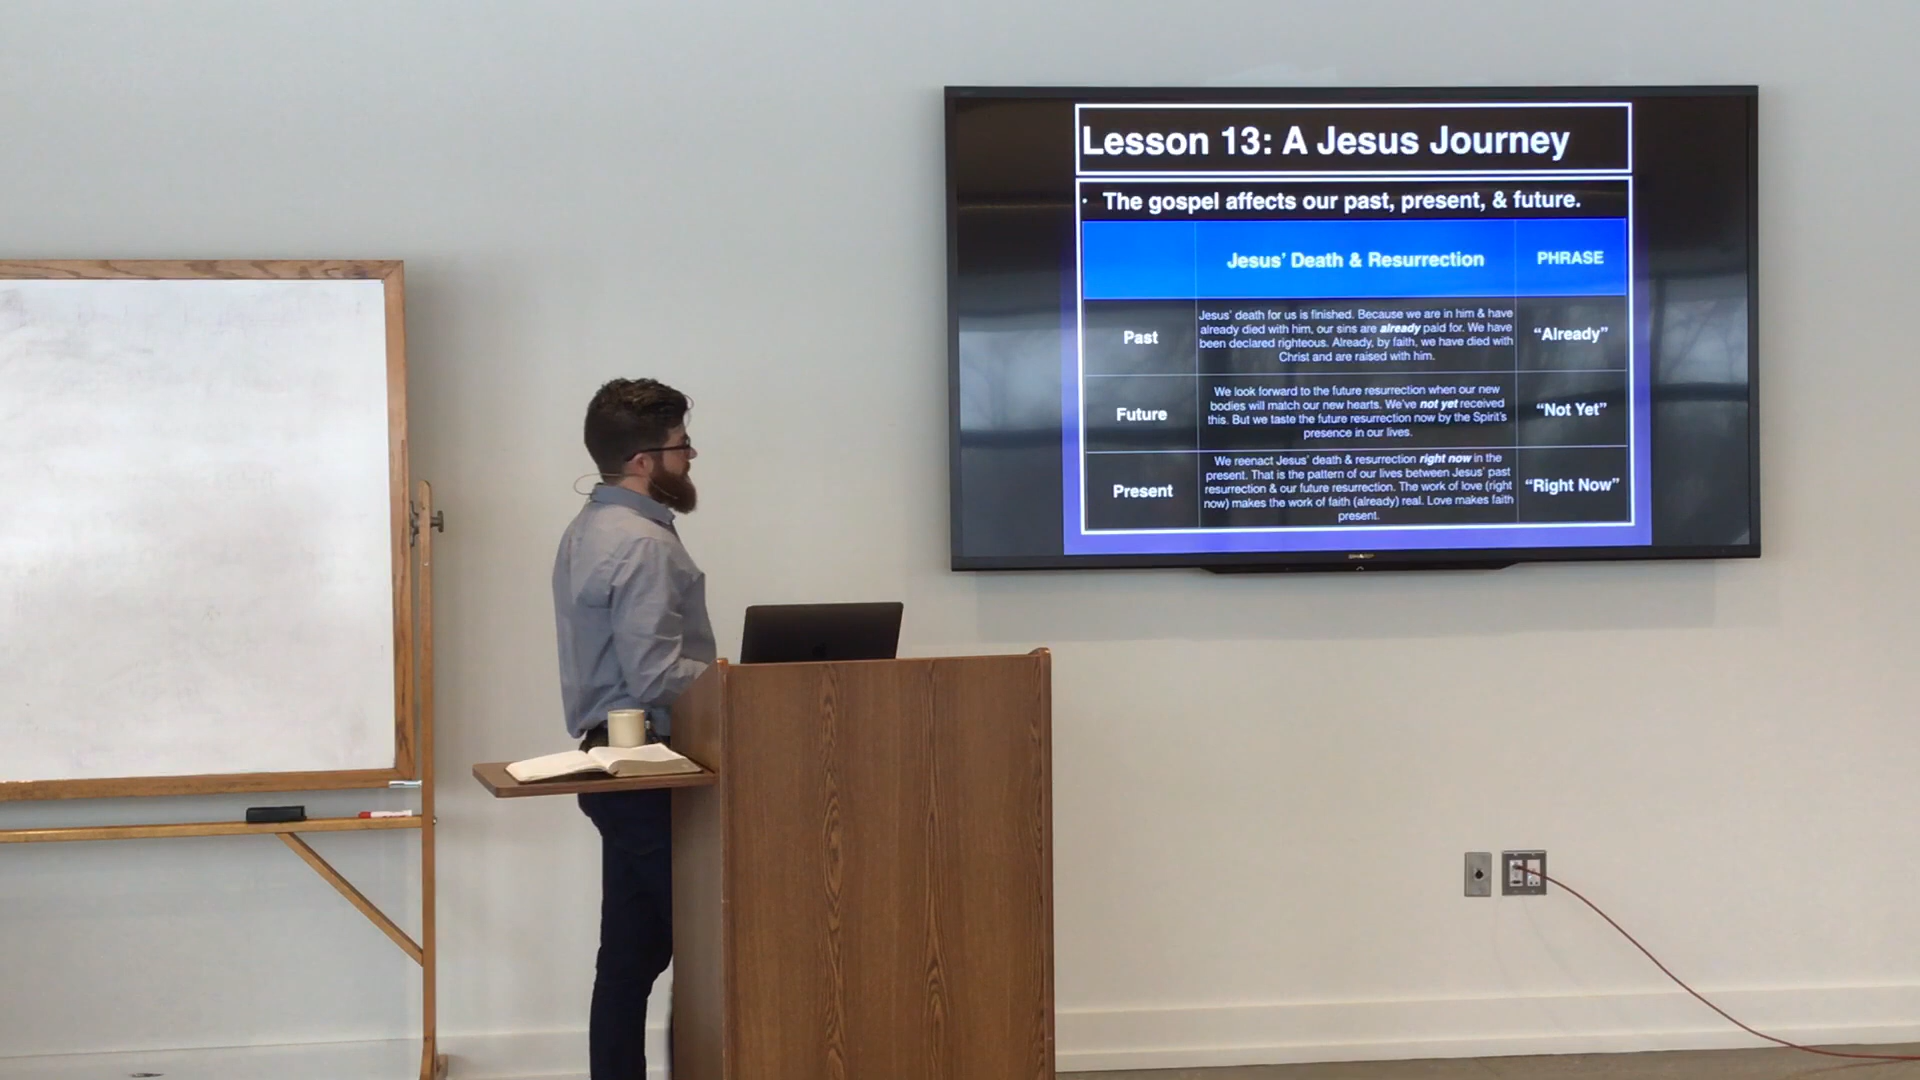 Lesson 13: A Jesus Journey
· The gospel affects our past, present, & future.
Jesus' Death & Resurrection
PHRASE
Past
Jesus' death for us is finished. Because we are in him & have
already died with him, our sins are already paid for. We have
been declared righteous. Already, by faith, we have died with
Christ and are raised with him.
“Already”
Future
We look forward to the future resurrection when our new
bodies will match our new hearts. We've not yet received
this. But we taste the future resurrection now by the Spirit's
presence in our lives.
“Not Yet”
Present
We reenact Jesus' death & resurrection right now in the
present. That is the pattern of our lives between Jesus' past
resurrection & our future resurrection. The work of love (right
now) makes the work of faith (already) real. Love makes faith
present.
“Right Now”
SHARP